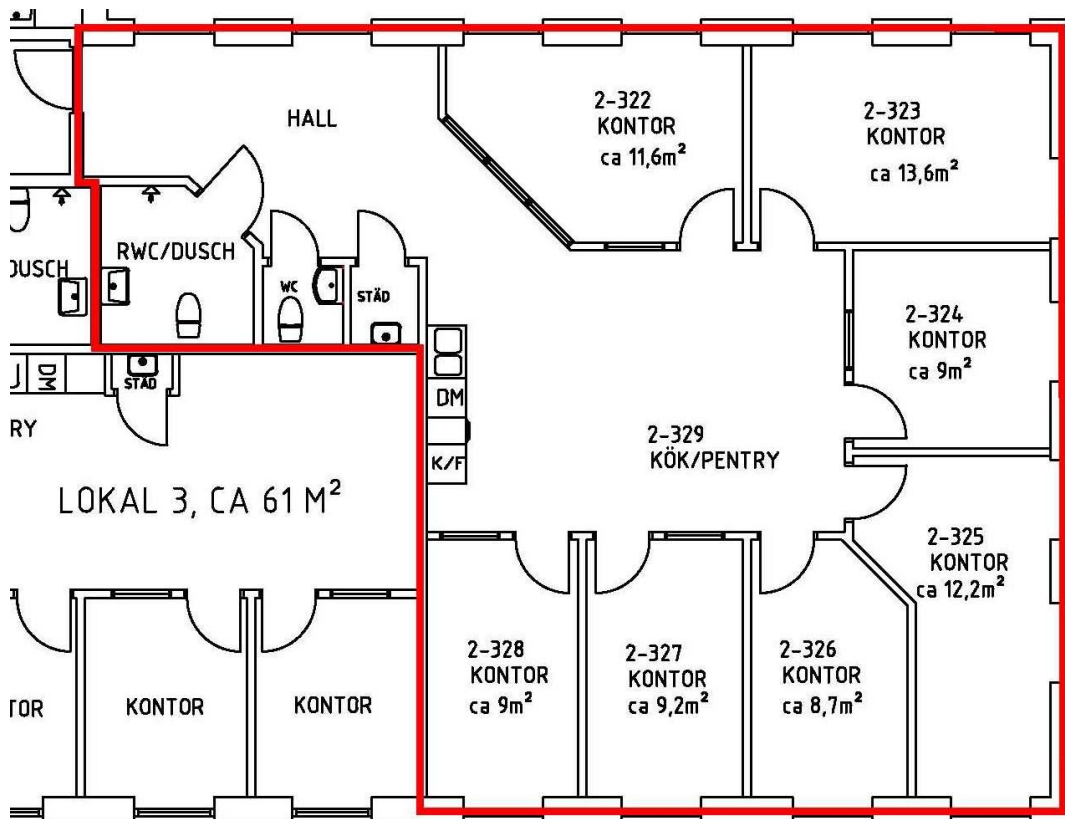 HALL
2-322
KONTOR
ca 11,6m²
2-323
KONTOR
ca 13,6m²
RWC/DUSCH
DUSCH
WC
STÄD
2-324
KONTOR
ca 9m²
DM
STÄD
DM
K/F
2-329
KÖK/PENTRY
RY
LOKAL 3, CA 61 M²
2-325
KONTOR
ca 12,2m²
2-328
KONTOR
ca 9m²
2-327
KONTOR
ca 9,2m²
2-326
KONTOR
ca 8,7m²
TOR
KONTOR
KONTOR